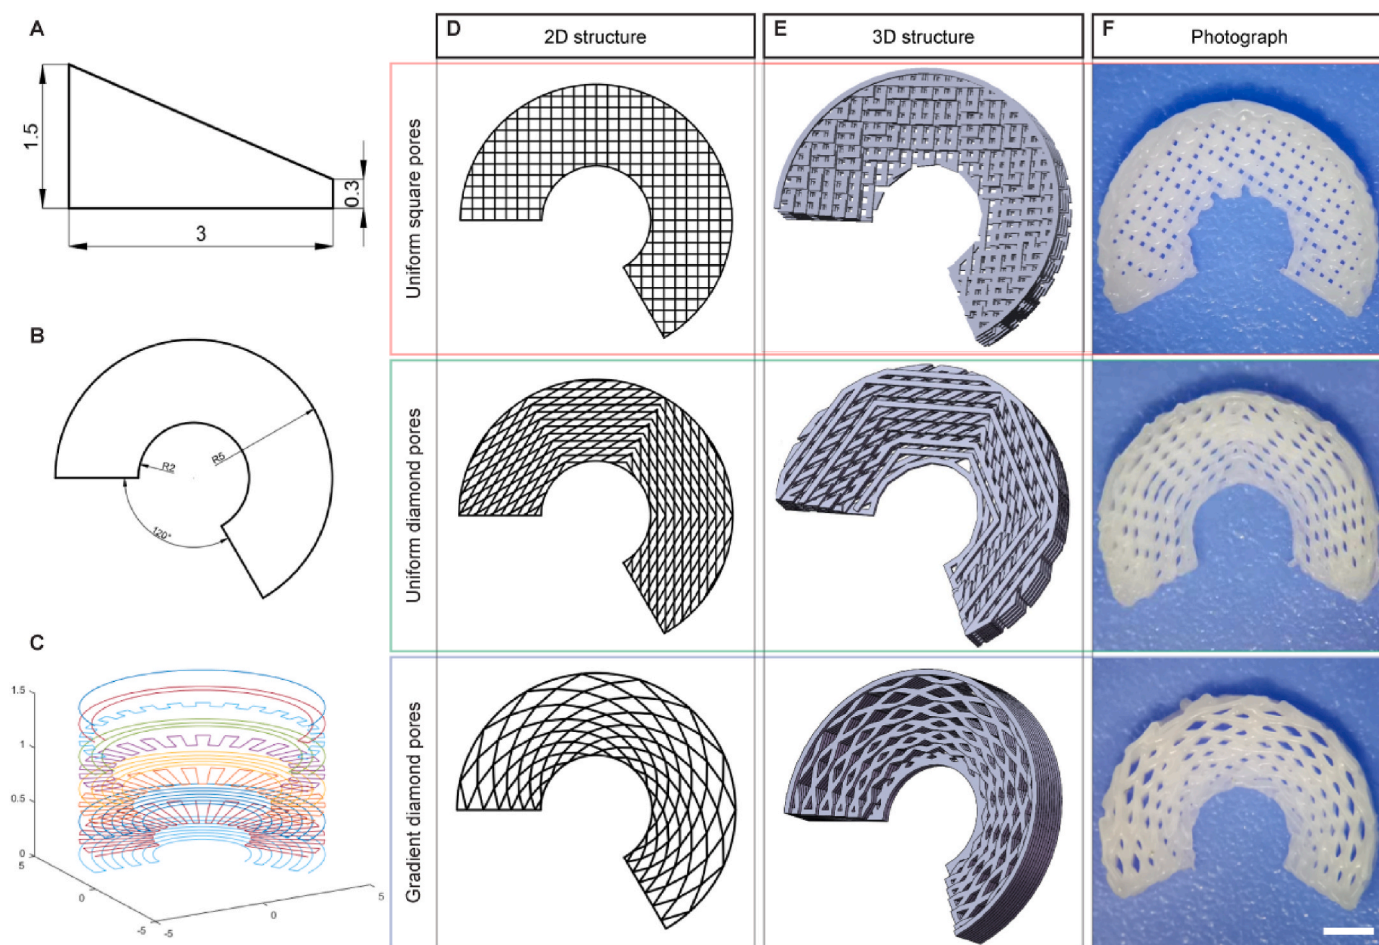 A
1.5
0.3
3
B
R2
R5
120°
C
1.5
1
0.5
0
5
0
-5
-5
0
5
D 2D structure
E 3D structure
F Photograph
Uniform square pores
Uniform diamond pores
Gradient diamond pores